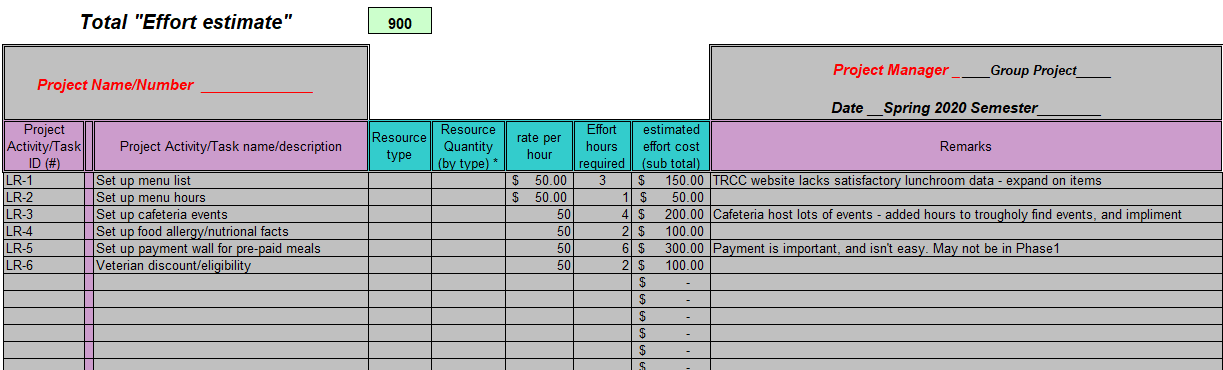 Total "Effort estimate" 900
Project Name/Number ______________
Project Manager _ ____Group Project_____
Date __Spring 2020 Semester________
Project Activity/Task ID (#) Project Activity/Task name/description Resource type Resource Quantity (by type) * rate per hour Effort hours required estimated effort cost (sub total) Remarks
LR-1 Set up menu list $ 50.00 3 $ 150.00 TRCC website lacks satisfactory lunchroom data - expand on items
LR-2 Set up menu hours $ 50.00 1 $ 50.00
LR-3 Set up cafeteria events 50 4 $ 200.00 Cafeteria host lots of events - added hours to trougholy find events, and impliment
LR-4 Set up food allergy/nutrional facts 50 2 $ 100.00
LR-5 Set up payment wall for pre-paid meals 50 6 $ 300.00 Payment is important, and isn't easy. May not be in Phase1
LR-6 Veterian discount/eligibility 50 2 $ 100.00
$ -
$ -
$ -
$ -
$ -
$ -